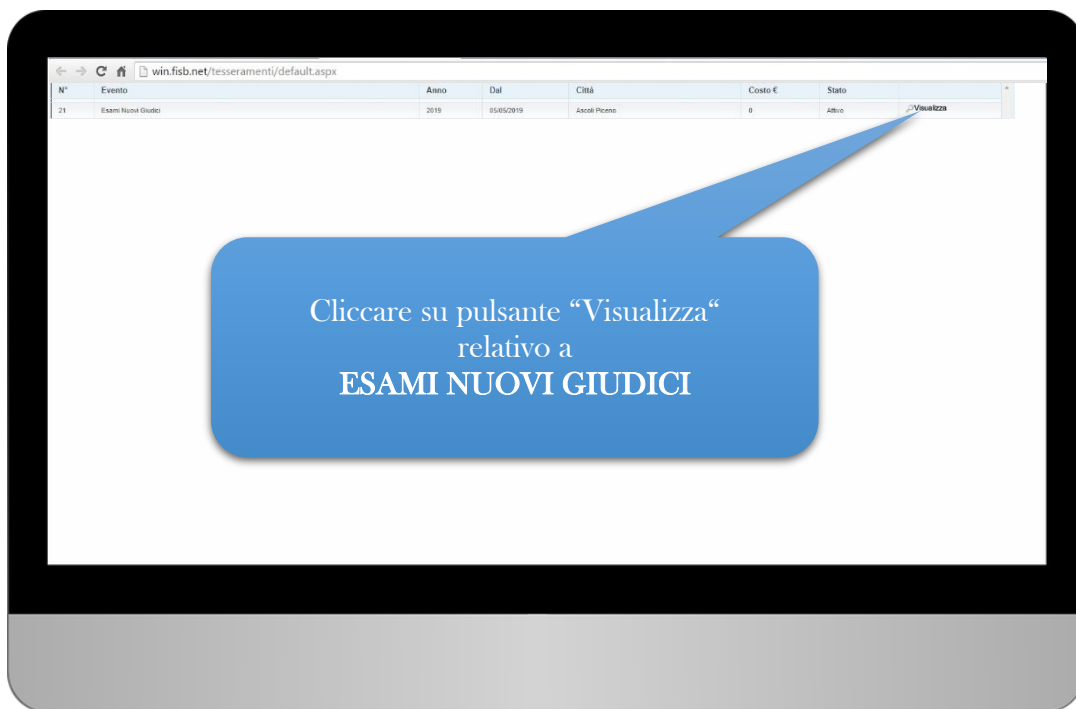 win.fisb.net/tesseramenti/default.aspx
N° Evento Anno Dal Città Costo € Stato
21 Esami Nuovi Giudici 2019 05/05/2019 Ascoli Piceno 0 Attivo Visualizza
Cliccare su pulsante “Visualizza“
relativo a
ESAMI NUOVI GIUDICI